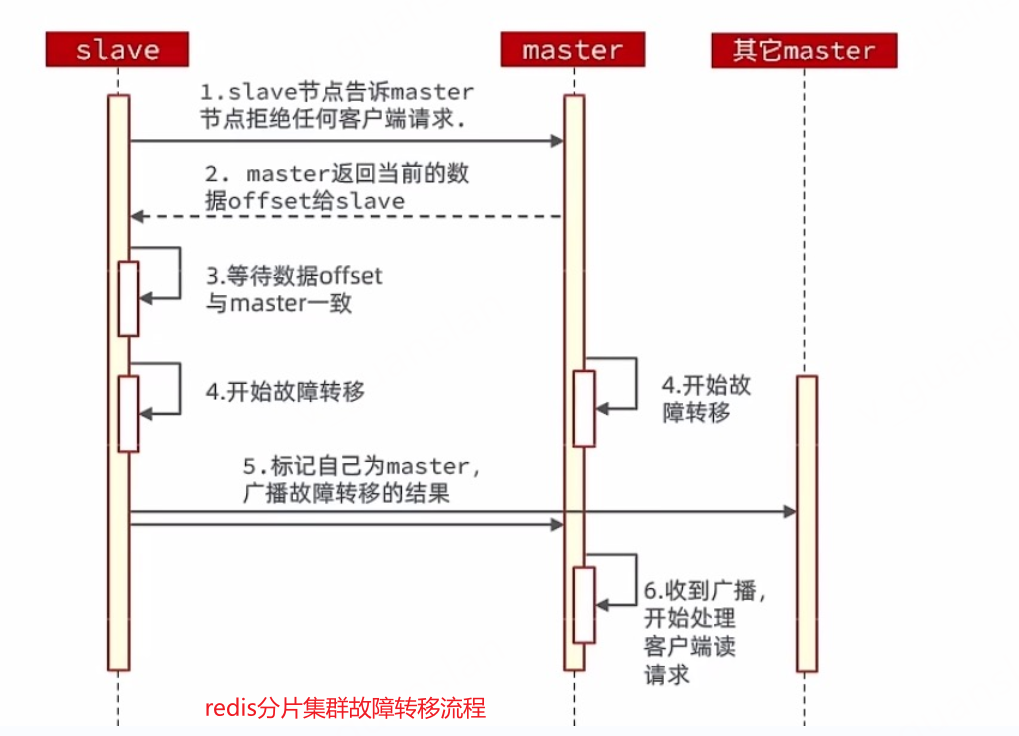 slave
master
其它master
1.slave节点告诉master
节点拒绝任何客户端请求.
2. master返回当前的数
据offset给slave
3.等待数据offset
与master一致
4.开始故障转移
4.开始故
障转移
5.标记自己为master,
广播故障转移的结果
6.收到广播,
开始处理
客户端读
请求
redis分片集群故障转移流程